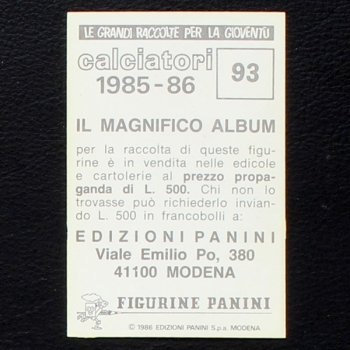 LE GRANDI RACCOLTE PER LA GIOVENTÙ
calciatori
1985-86
93
IL MAGNIFICO ALBUM
per la raccolta di queste figu-
rine è in vendita nelle edicole
e cartolerie al prezzo propa-
ganda di L. 500. Chi non lo
trovasse può richiederlo invian-
do L. 500 in francobolli a:
EDIZIONI PANINI
Viale Emilio Po, 380
41100 MODENA
FIGURINE PANINI
© 1986 EDIZIONI PANINI S.p.a. MODENA